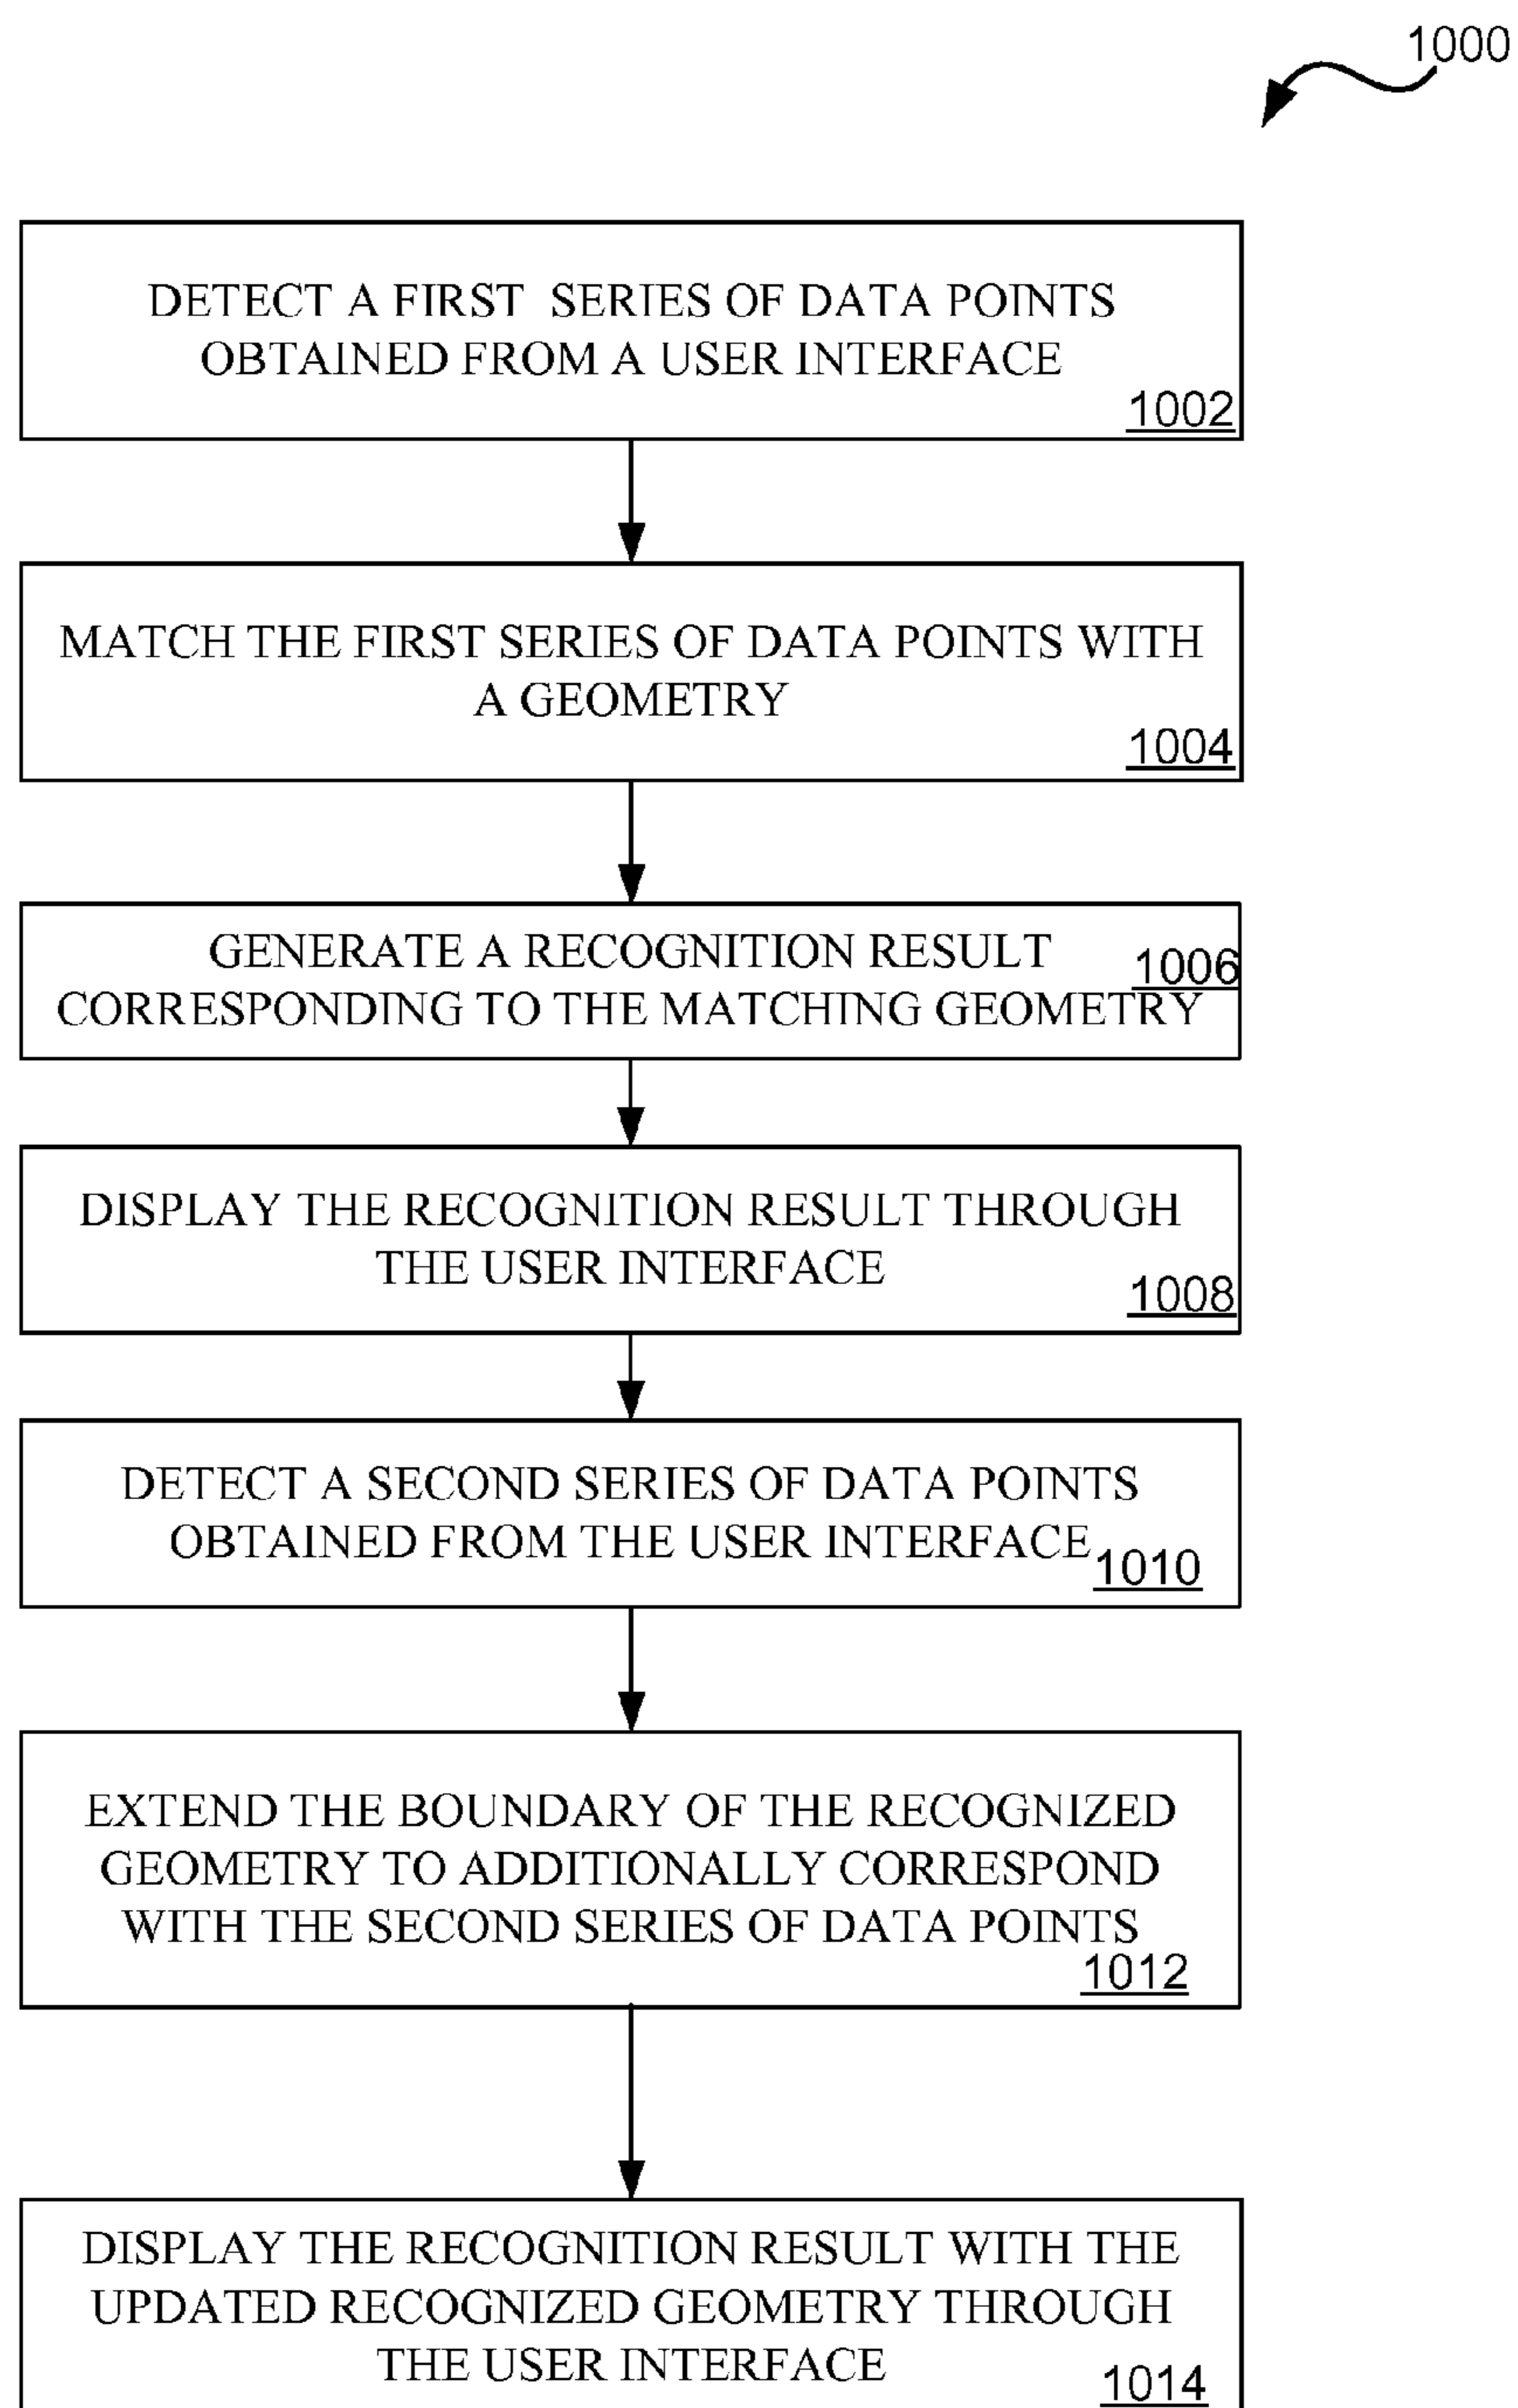 1000
DETECT A FIRST SERIES OF DATA POINTS
OBTAINED FROM A USER INTERFACE
1002
MATCH THE FIRST SERIES OF DATA POINTS WITH
A GEOMETRY
1004
GENERATE A RECOGNITION RESULT
1006
CORRESPONDING TO THE MATCHING GEOMETRY
DISPLAY THE RECOGNITION RESULT THROUGH
THE USER INTERFACE
1008
DETECT A SECOND SERIES OF DATA POINTS
OBTAINED FROM THE USER INTERFACE
1010
EXTEND THE BOUNDARY OF THE RECOGNIZED
GEOMETRY TO ADDITIONALLY CORRESPOND
WITH THE SECOND SERIES OF DATA POINTS
1012
DISPLAY THE RECOGNITION RESULT WITH THE
UPDATED RECOGNIZED GEOMETRY THROUGH
THE USER INTERFACE
1014